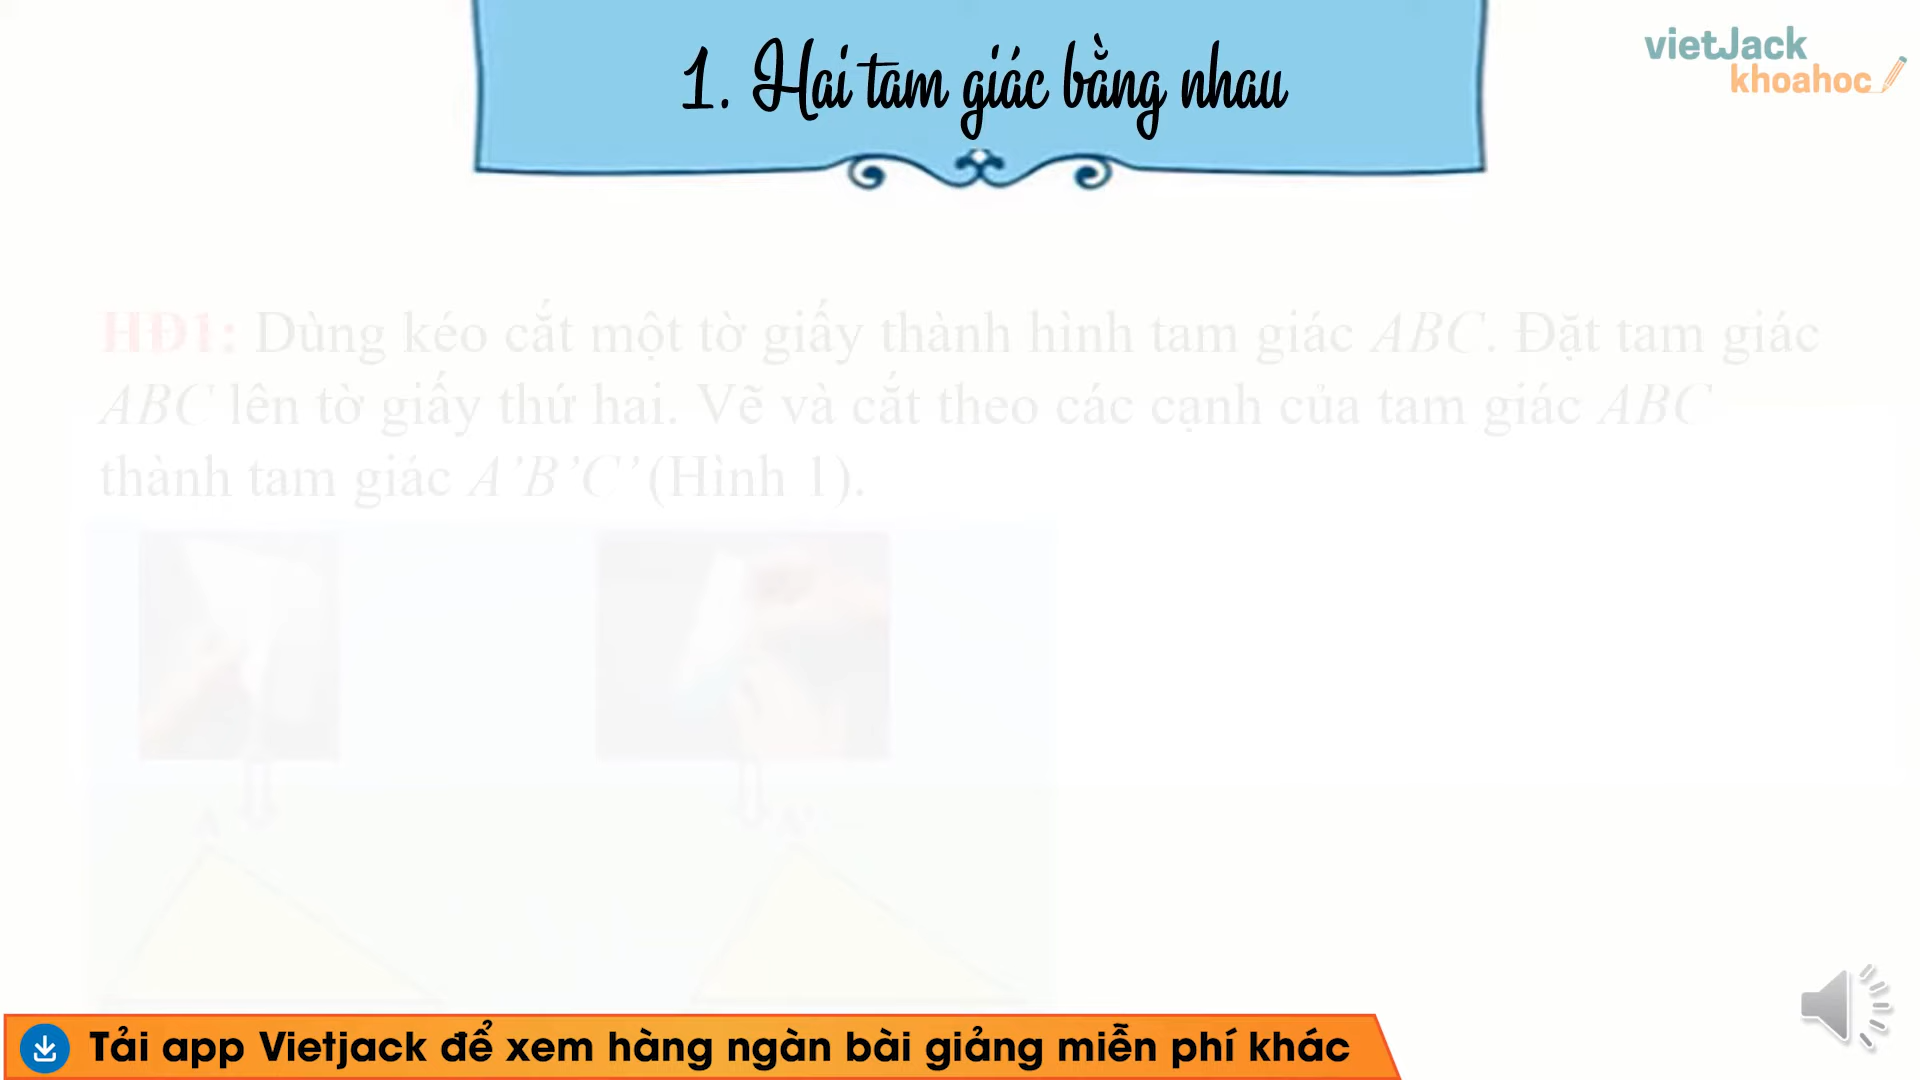 1. Hai tam giác bằng nhau
vietJack
khoahoc
HĐ1: Dùng kéo cắt một tờ giấy thành hình tam giác ABC. Đặt tam giác
ABC lên tờ giấy thứ hai. Vẽ và cắt theo các cạnh của tam giác ABC
thành tam giác A’B’C’ (Hình 1).
Tải app Vietjack để xem hàng ngàn bài giảng miễn phí khác